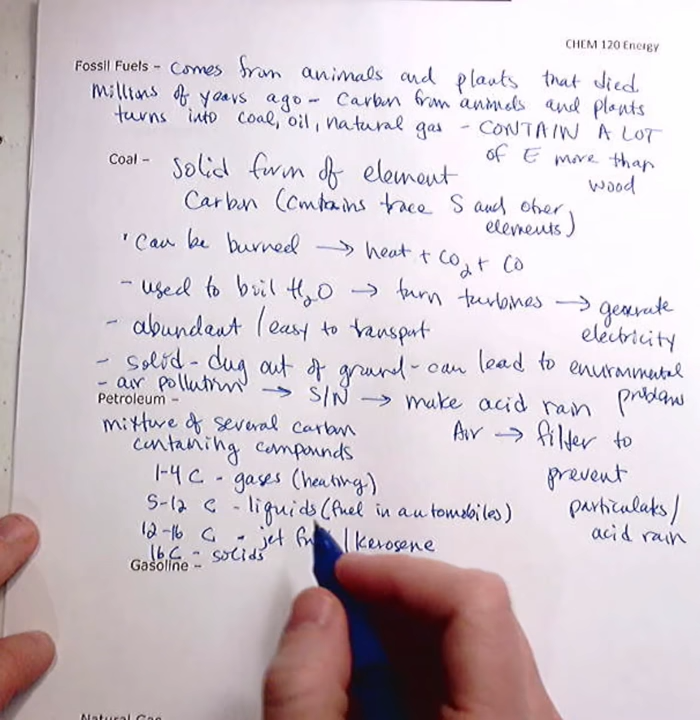 CHEM 120 Energy
Fossil Fuels - comes from animals and plants that died
Millions of years ago - Carbon from animals and plants
turns into coal, oil, natural gas - CONTAIN A LOT
of E more than
wood
Coal - Solid form of element
Carbon (contains trace S and other
elements)
can be burned → heat + CO2 + CO
- used to boil H2O → turn turbines → generate
electricity
- abundant / easy to transport
- solid - dug out of ground - can lead to environmental
problems
- air pollution → S/N → make acid rain
Petroleum -
mixture of several carbon
containing compounds
Air → filter to
prevent
particulates/
acid rain
1-4 C - gases (heating)
5-12 C - liquids (fuel in automobiles)
12-16 C - jet / kerosene
16C - solids
Gasoline -
Natural Gas